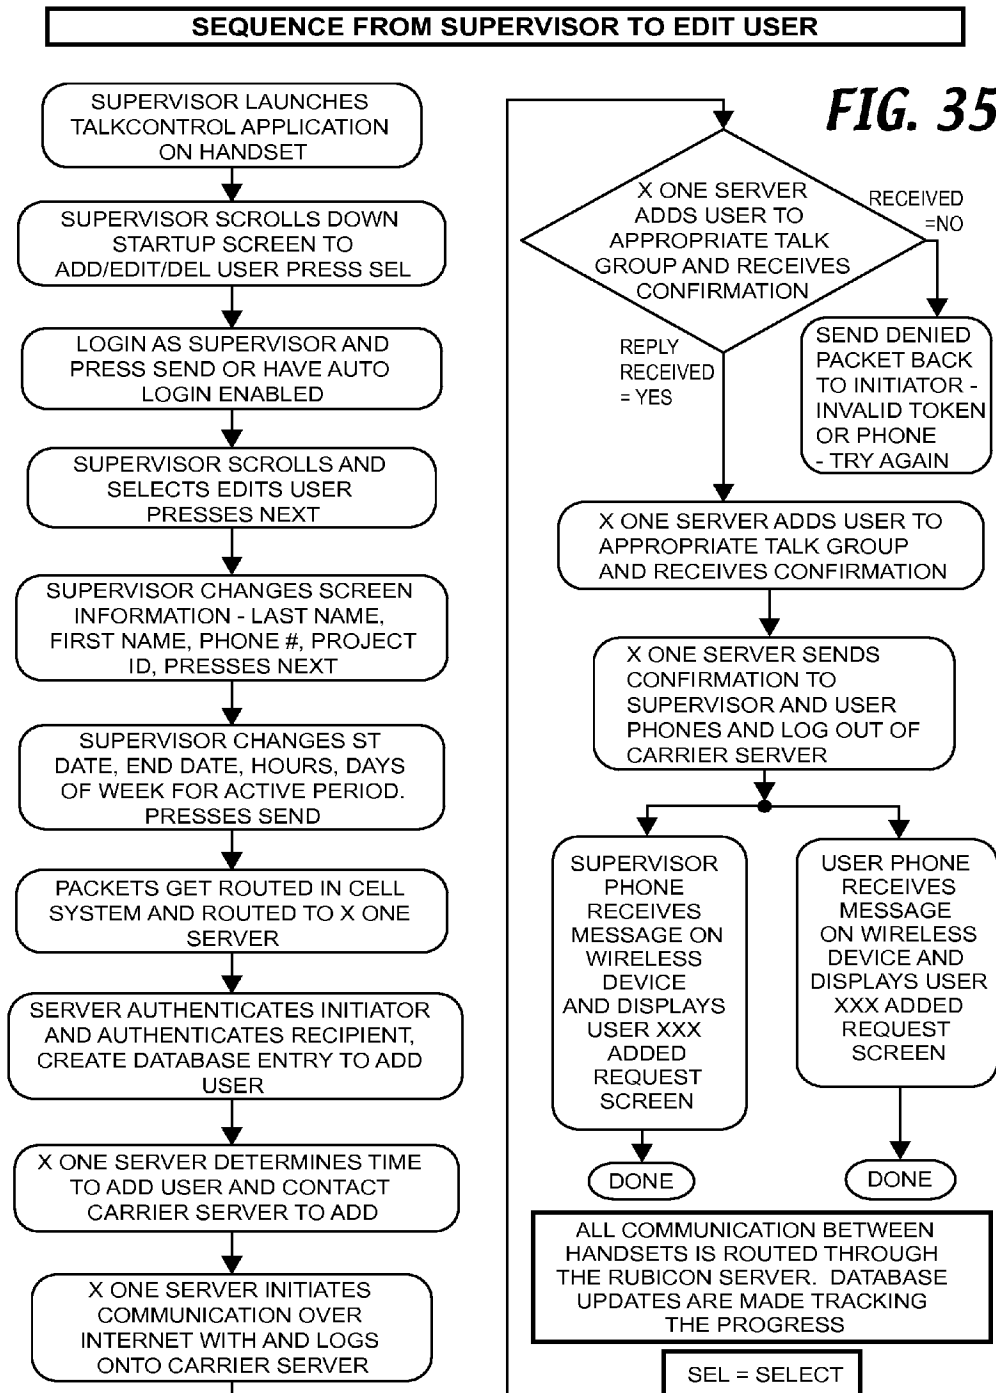 SEQUENCE FROM SUPERVISOR TO EDIT USER
FIG. 35
SUPERVISOR LAUNCHES
TALKCONTROL APPLICATION
ON HANDSET
SUPERVISOR SCROLLS DOWN
STARTUP SCREEN TO
ADD/EDIT/DEL USER PRESS SEL
LOGIN AS SUPERVISOR AND
PRESS SEND OR HAVE AUTO
LOGIN ENABLED
SUPERVISOR SCROLLS AND
SELECTS EDITS USER
PRESSES NEXT
SUPERVISOR CHANGES SCREEN
INFORMATION - LAST NAME,
FIRST NAME, PHONE #, PROJECT
ID, PRESSES NEXT
SUPERVISOR CHANGES ST
DATE, END DATE, HOURS, DAYS
OF WEEK FOR ACTIVE PERIOD.
PRESSES SEND
PACKETS GET ROUTED IN CELL
SYSTEM AND ROUTED TO X ONE
SERVER
SERVER AUTHENTICATES INITIATOR
AND AUTHENTICATES RECIPIENT,
CREATE DATABASE ENTRY TO ADD
USER
X ONE SERVER DETERMINES TIME
TO ADD USER AND CONTACT
CARRIER SERVER TO ADD
X ONE SERVER INITIATES
COMMUNICATION OVER
INTERNET WITH AND LOGS
ONTO CARRIER SERVER
X ONE SERVER
ADDS USER TO
APPROPRIATE TALK
GROUP AND RECEIVES
CONFIRMATION
RECEIVED
=NO
SEND DENIED
PACKET BACK
TO INITIATOR -
INVALID TOKEN
OR PHONE
- TRY AGAIN
REPLY
RECEIVED
= YES
X ONE SERVER ADDS USER TO
APPROPRIATE TALK GROUP
AND RECEIVES CONFIRMATION
X ONE SERVER SENDS
CONFIRMATION TO
SUPERVISOR AND USER
PHONES AND LOG OUT OF
CARRIER SERVER
SUPERVISOR
PHONE
RECEIVES
MESSAGE ON
WIRELESS
DEVICE
AND DISPLAYS
USER XXX
ADDED
REQUEST
SCREEN
DONE
USER PHONE
RECEIVES
MESSAGE
ON WIRELESS
DEVICE AND
DISPLAYS USER
XXX ADDED
REQUEST
SCREEN
DONE
ALL COMMUNICATION BETWEEN
HANDSETS IS ROUTED THROUGH
THE RUBICON SERVER. DATABASE
UPDATES ARE MADE TRACKING
THE PROGRESS
SEL = SELECT